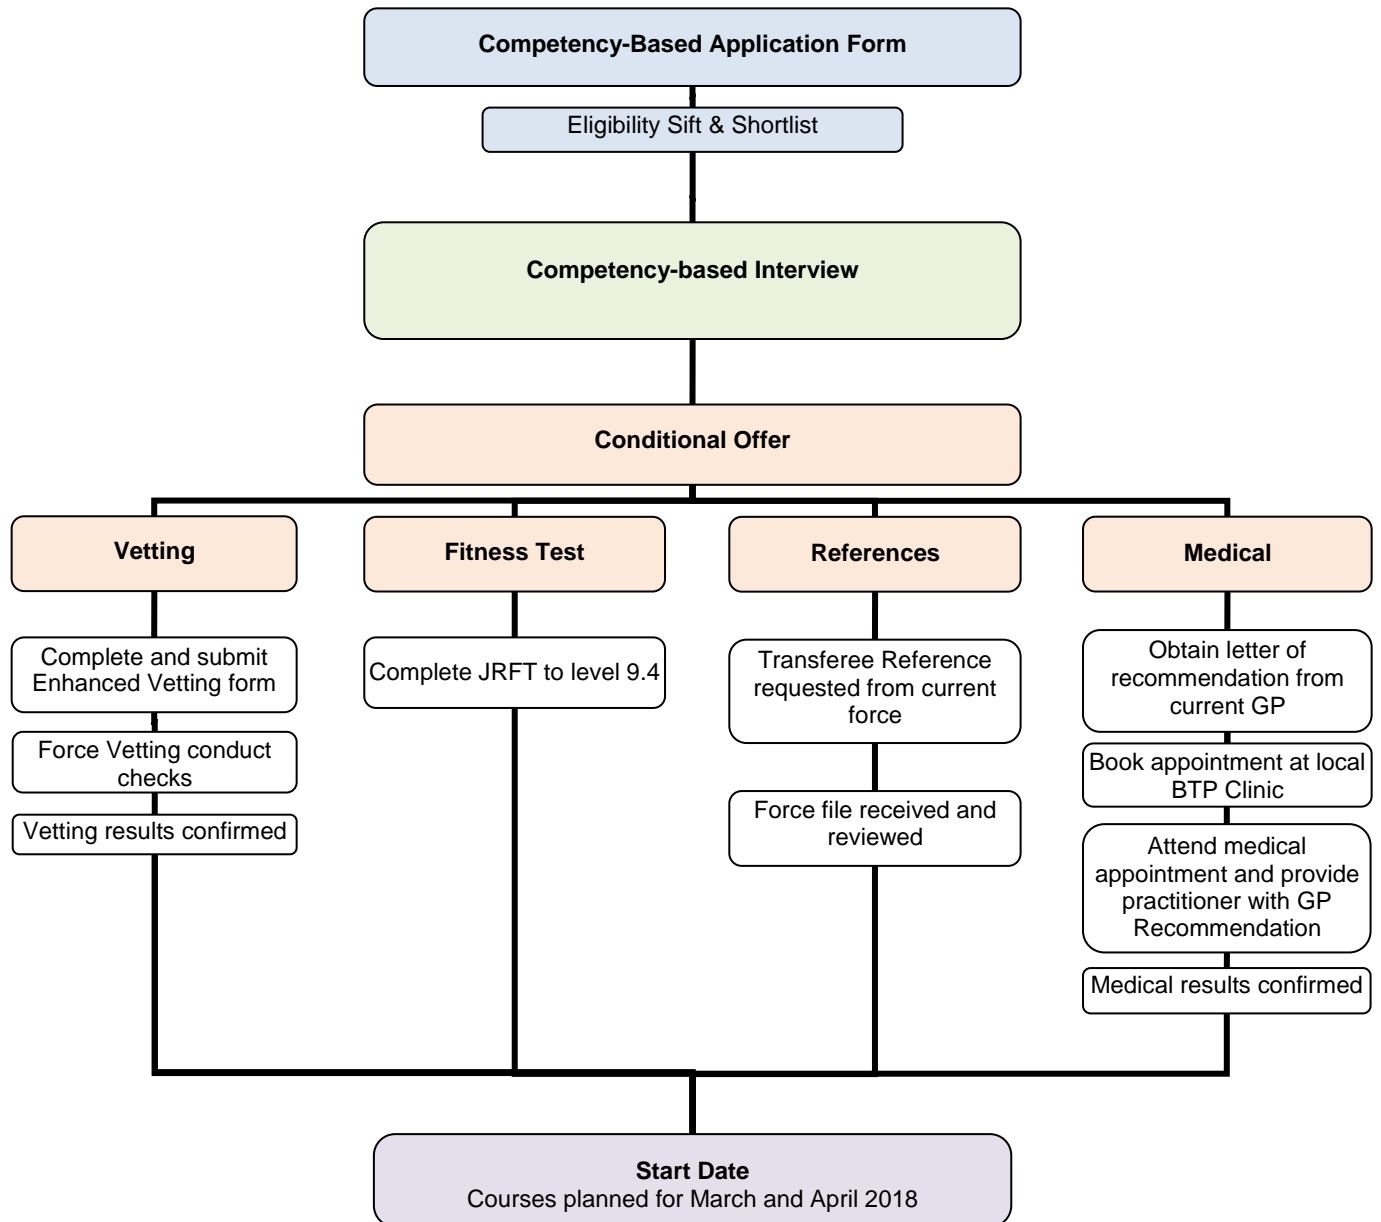 Competency-Based Application Form
Eligibility Sift & Shortlist
Competency-based Interview
Conditional Offer
Vetting
Complete and submit
Enhanced Vetting form
Force Vetting conduct
checks
Vetting results confirmed
Fitness Test
Complete JRFT to level 9.4
References
Transferee Reference
requested from current
force
Force file received and
reviewed
Medical
Obtain letter of
recommendation from
current GP
Book appointment at local
BTP Clinic
Attend medical
appointment and provide
practitioner with GP
Recommendation
Medical results confirmed
Start Date
Courses planned for March and April 2018